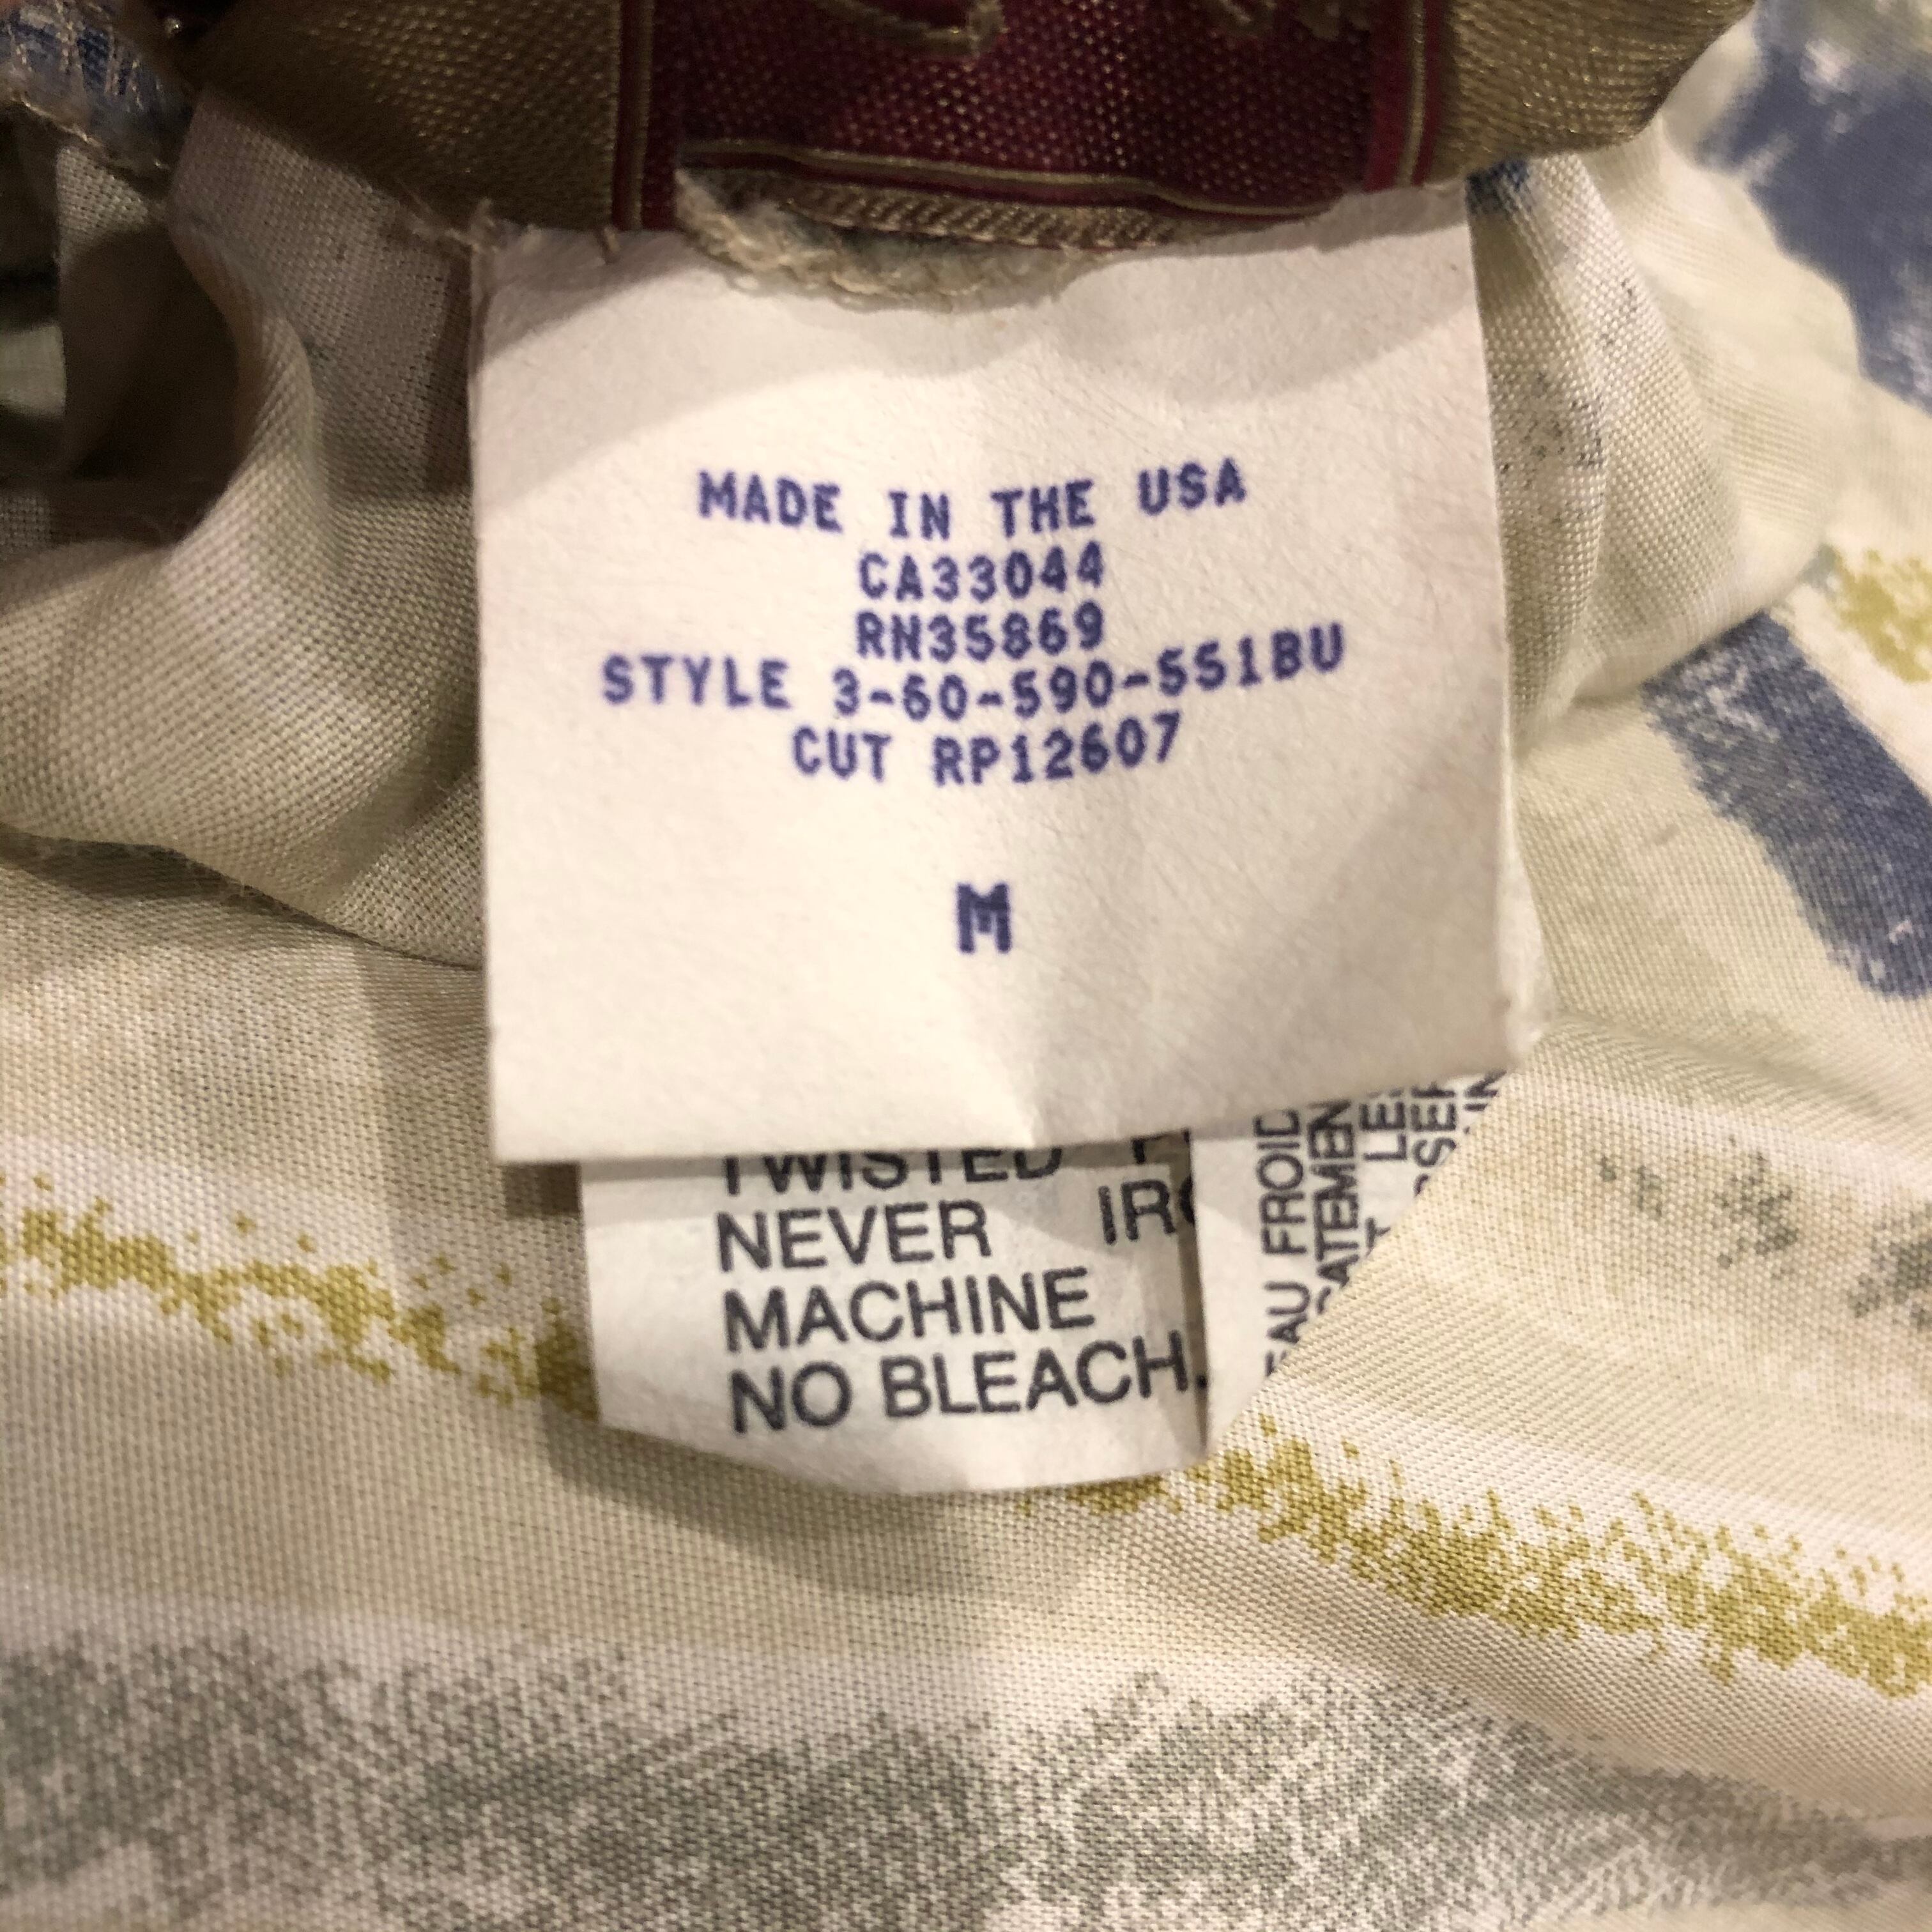 MADE IN THE USA
CA33044
RN35869
STYLE 3-60-590-551BU
CUT RP12607
M
TWISTED
NEVER
MACHINE
NO BLEACH.
EAU FROID